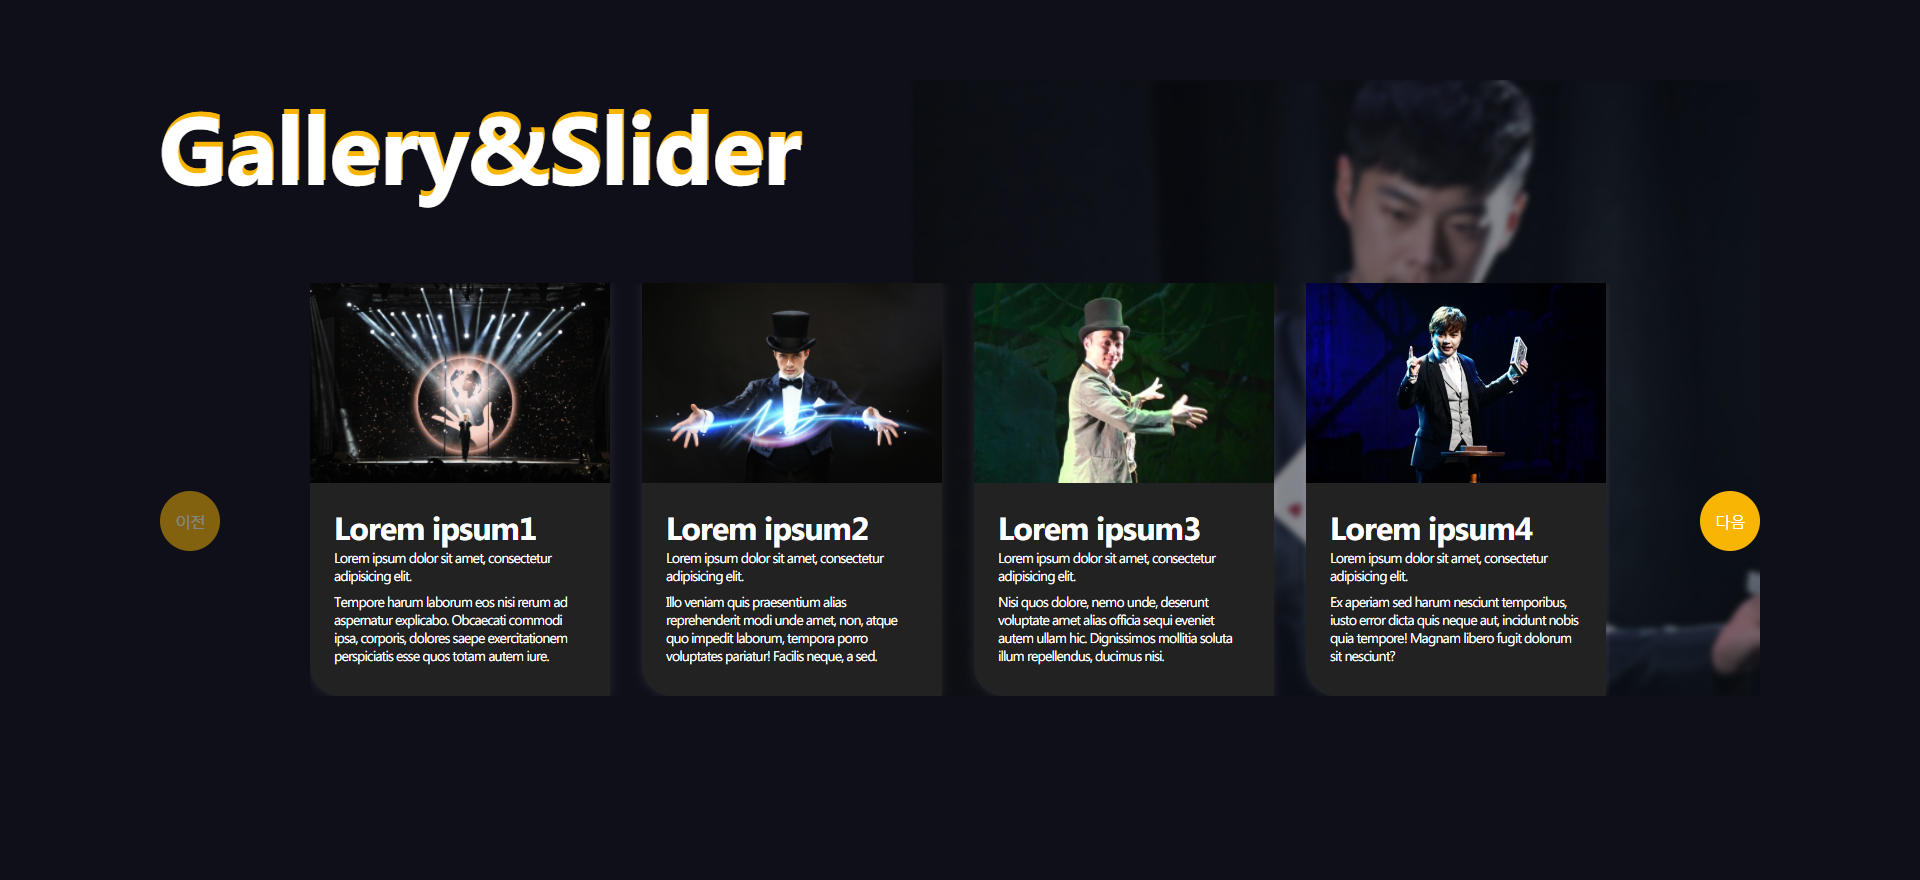 Gallery&Slider
이전
Lorem ipsum1
Lorem ipsum dolor sit amet, consectetur
adipisicing elit.
Tempore harum laborum eos nisi rerum ad
aspernatur explicabo. Obcaecati commodi
ipsa, corporis, dolores saepe exercitationem
perspiciatis esse quos totam autem iure.
Lorem ipsum2
Lorem ipsum dolor sit amet, consectetur
adipisicing elit.
Illo veniam quis praesentium alias
reprehenderit modi unde amet, non, atque
quo impedit laborum, tempora porro
voluptates pariatur! Facilis neque, a sed.
Lorem ipsum3
Lorem ipsum dolor sit amet, consectetur
adipisicing elit.
Nisi quos dolore, nemo unde, deserunt
voluptate amet alias officia sequi eveniet
autem ullam hic. Dignissimos mollitia soluta
illum repellendus, ducimus nisi.
Lorem ipsum4
Lorem ipsum dolor sit amet, consectetur
adipisicing elit.
Ex aperiam sed harum nesciunt temporibus,
iusto error dicta quis neque aut, incidunt nobis
quia tempore! Magnam libero fugit dolorum
sit nesciunt?
다음